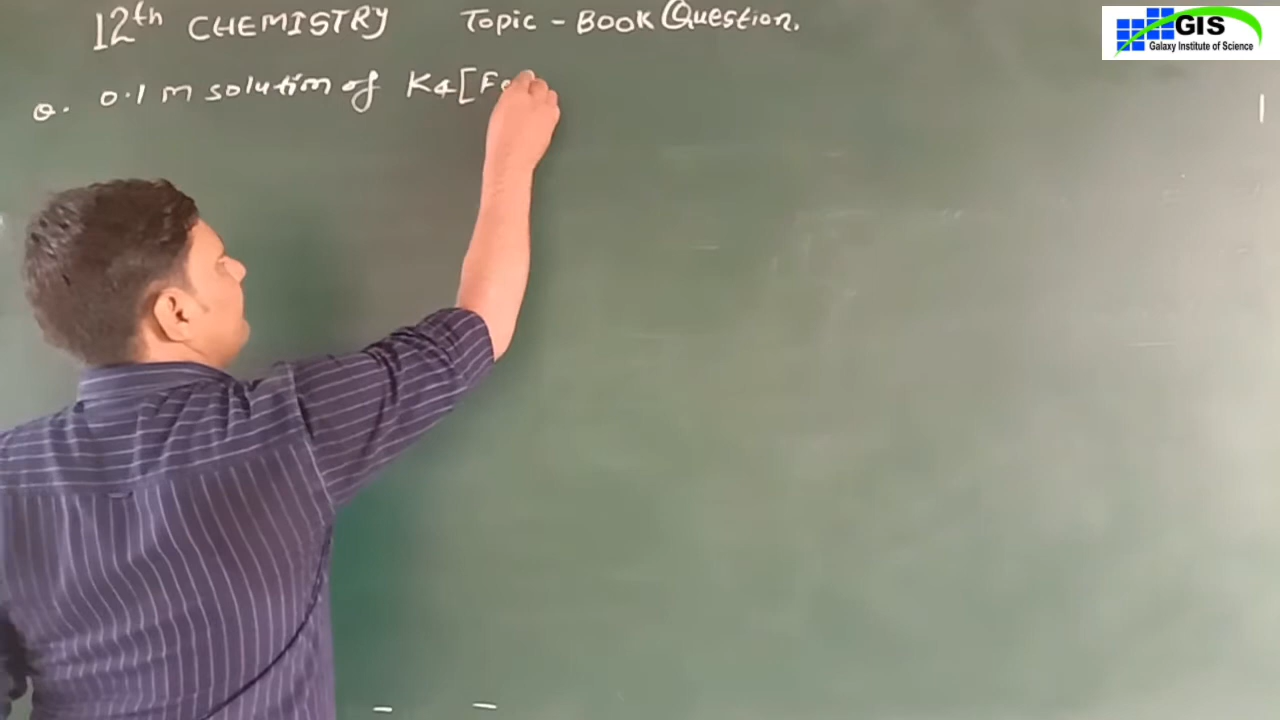 12th CHEMISTRY Topic - BOOK Question.
GIS
Galaxy Institute of Science
Q. 0.1 m solution of K4[Fe